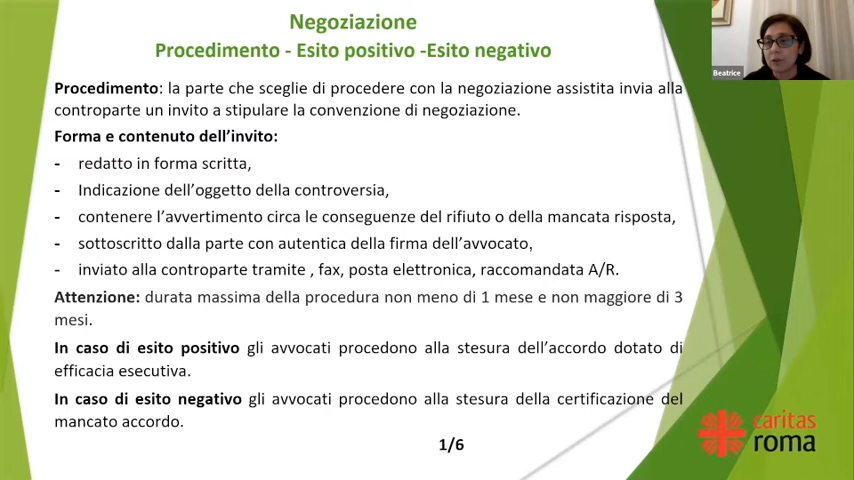 Negoziazione
Procedimento - Esito positivo -Esito negativo
Beatrice
Procedimento: la parte che sceglie di procedere con la negoziazione assistita invia alla
controparte un invito a stipulare la convenzione di negoziazione.
Forma e contenuto dell'invito:
- redatto in forma scritta,
- Indicazione dell'oggetto della controversia,
- contenere l'avvertimento circa le conseguenze del rifiuto o della mancata risposta,
- sottoscritto dalla parte con autentica della firma dell'avvocato,
- inviato alla controparte tramite , fax, posta elettronica, raccomandata A/R.
Attenzione: durata massima della procedura non meno di 1 mese e non maggiore di 3
mesi.
In caso di esito positivo gli avvocati procedono alla stesura dell'accordo dotato di
efficacia esecutiva.
In caso di esito negativo gli avvocati procedono alla stesura della certificazione del
mancato accordo.
1/6
caritas
roma